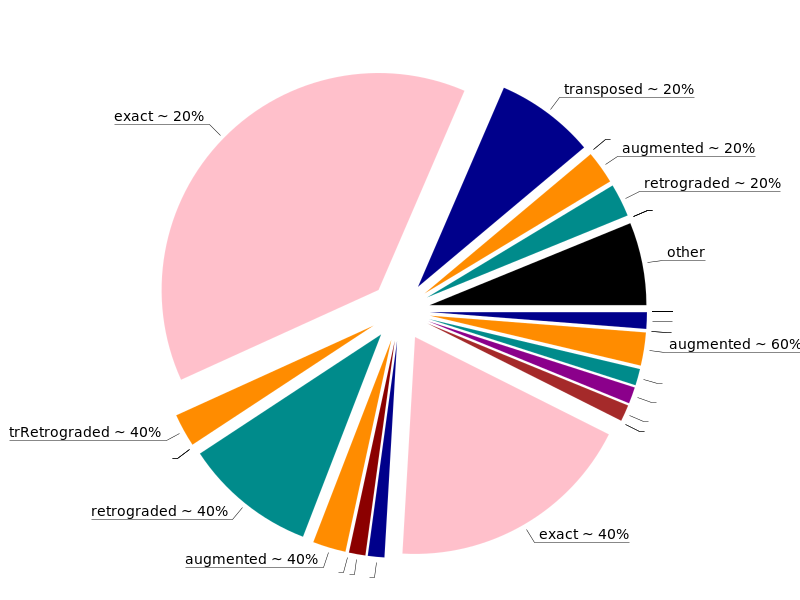 transposed ~ 20%
exact ~ 20%
augmented ~ 20%
retrograded ~ 20%
other
augmented ~ 60%
trRetrograded ~ 40%
retrograded ~ 40%
exact ~ 40%
augmented ~ 40%